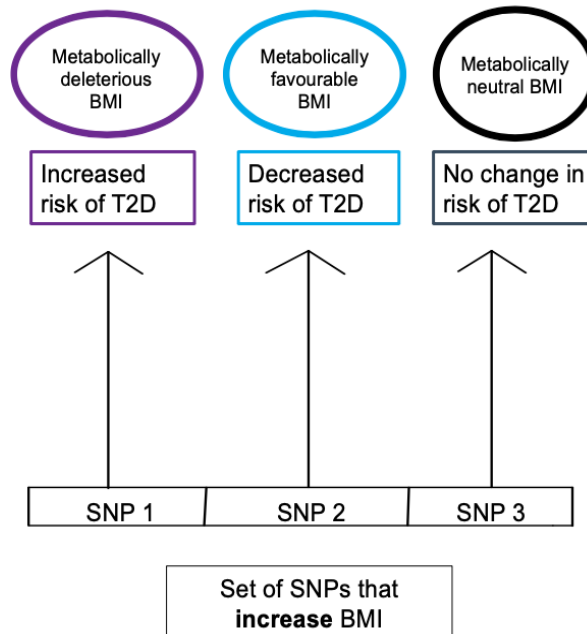 Metabolically
deleterious
BMI
Metabolically
favourable
BMI
Metabolically
neutral BMI
Increased
risk of T2D
Decreased
risk of T2D
No change in
risk of T2D
SNP 1
SNP 2
SNP 3
Set of SNPs that
increase BMI